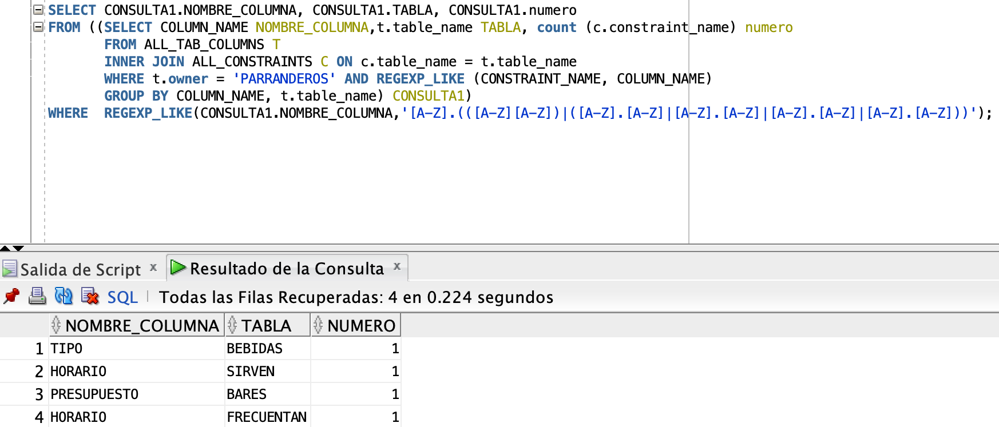 SELECT CONSULTA1.NOMBRE_COLUMNA, CONSULTA1.TABLA, CONSULTA1.numero
FROM ((SELECT COLUMN_NAME NOMBRE_COLUMNA,t.table_name TABLA, count (c.constraint_name) numero
FROM ALL_TAB_COLUMNS T
INNER JOIN ALL_CONSTRAINTS C ON c.table_name = t.table_name
WHERE t.owner = 'PARRANDEROS' AND REGEXP_LIKE (CONSTRAINT_NAME, COLUMN_NAME)
GROUP BY COLUMN_NAME, t.table_name) CONSULTA1)
WHERE  REGEXP_LIKE(CONSULTA1.NOMBRE_COLUMNA,'[A-Z].(([A-Z][A-Z])|([A-Z].[A-Z]|[A-Z].[A-Z]|[A-Z].[A-Z]|[A-Z].[A-Z]))');
Salida de Script x Resultado de la Consulta x
SQL | Todas las Filas Recuperadas: 4 en 0.224 segundos
NOMBRE_COLUMNA TABLA NUMERO
1 TIPO BEBIDAS 1
2 HORARIO SIRVEN 1
3 PRESUPUESTO BARES 1
4 HORARIO FRECUENTAN 1